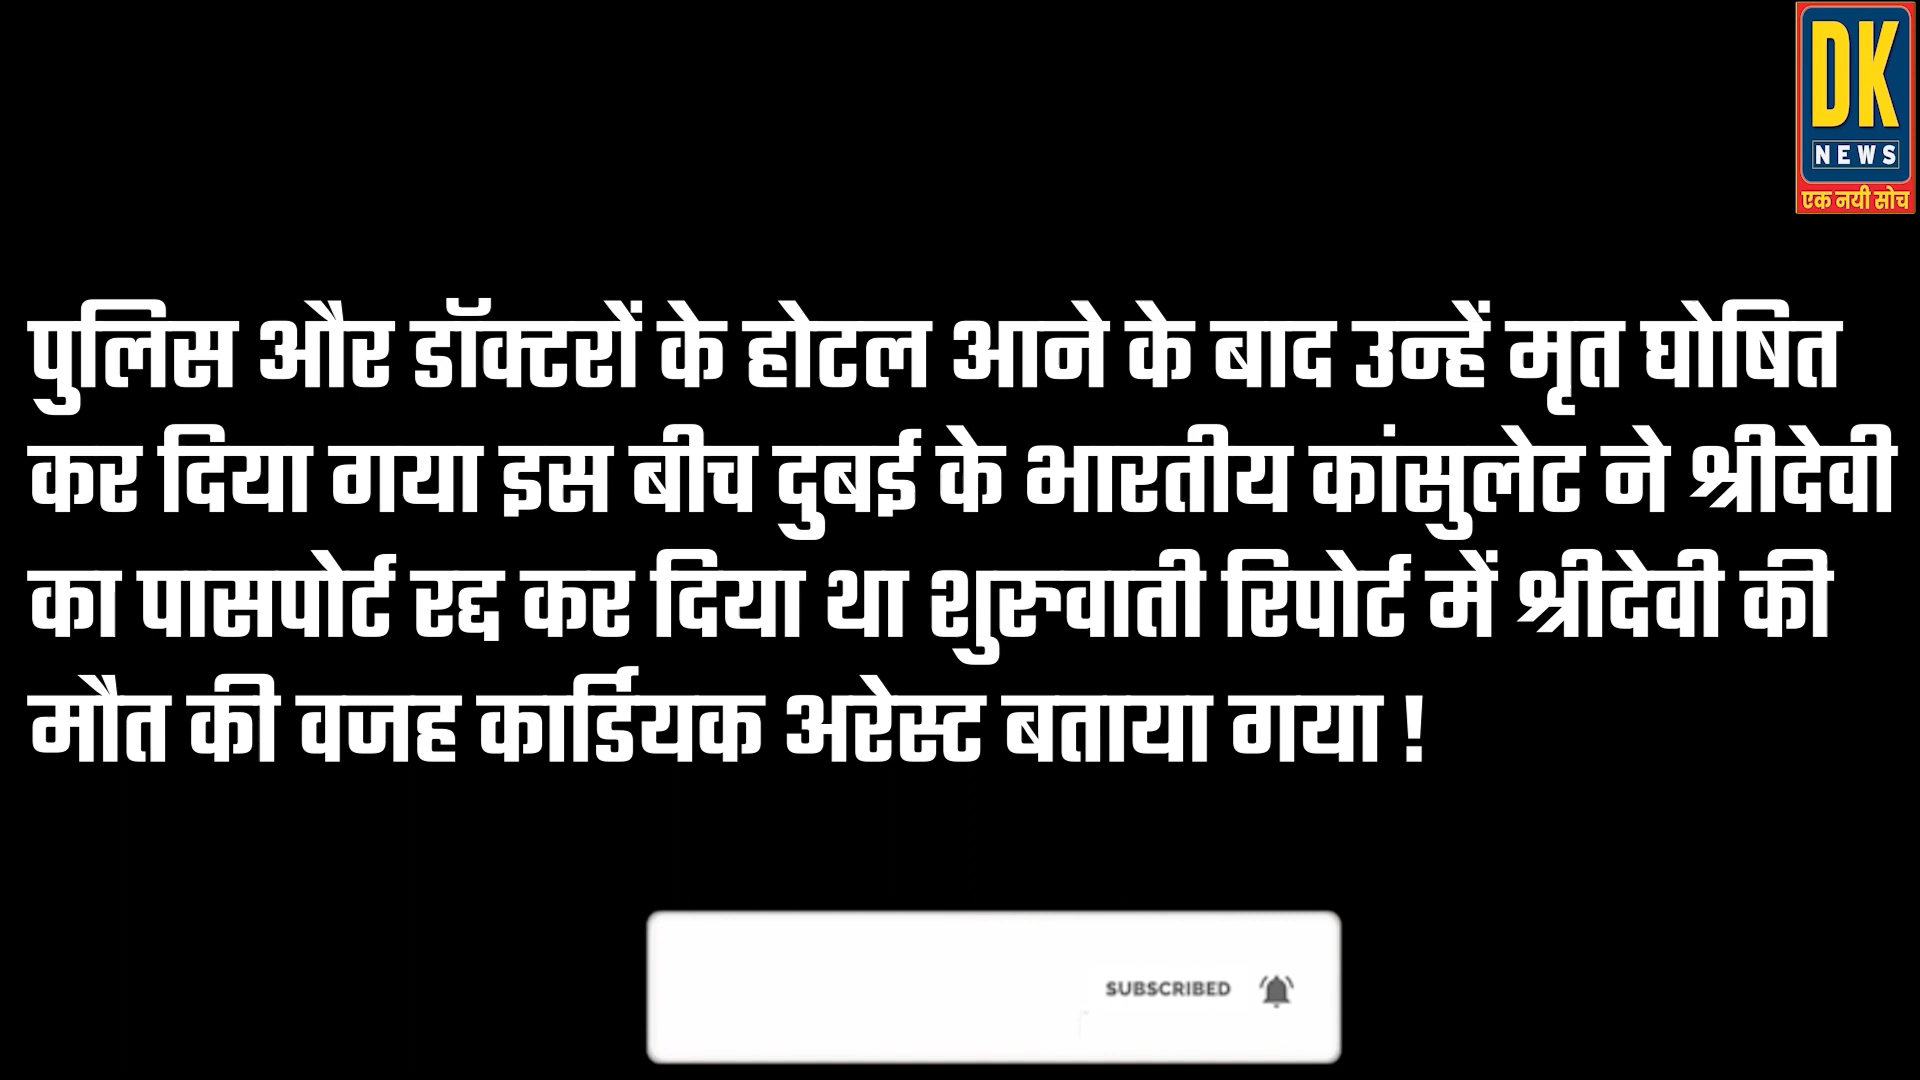 DK
NEWS
एक नयी सोच
पुलिस और डॉक्टरों के होटल आने के बाद उन्हें मृत घोषित
कर दिया गया इस बीच दुबई के भारतीय कांसुलेट ने श्रीदेवी
का पासपोर्ट रद्द कर दिया था शुरुवाती रिपोर्ट में श्रीदेवी की
मौत की वजह कार्डियक अरेस्ट बताया गया !
SUBSCRIBED